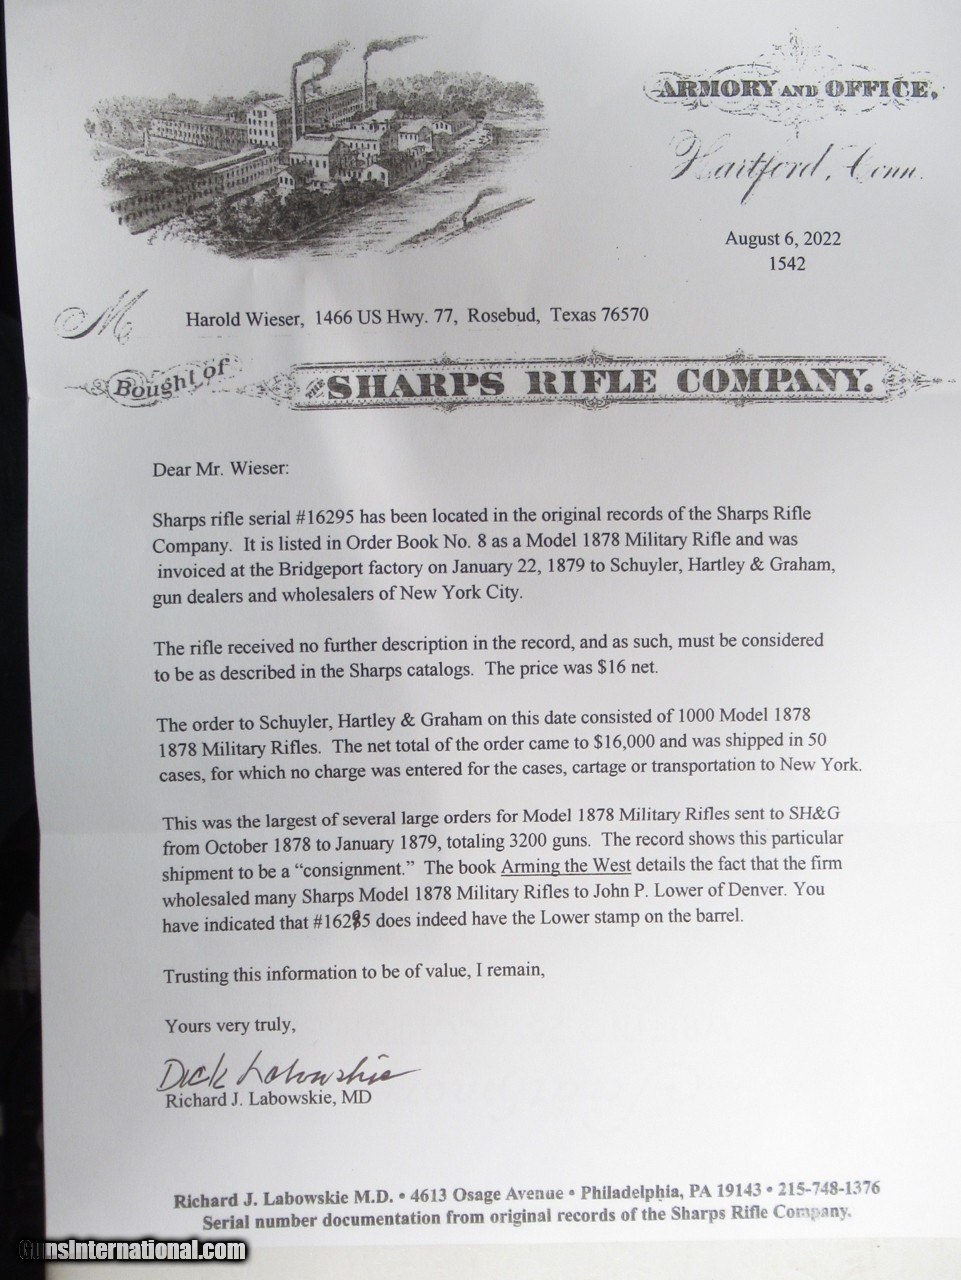 ARMORY AND OFFICE,
Hartford, Conn.
August 6, 2022
1542
M
Harold Wieser, 1466 US Hwy. 77, Rosebud, Texas 76570
Bought of THE SHARPS RIFLE COMPANY.
Dear Mr. Wieser:
Sharps rifle serial #16295 has been located in the original records of the Sharps Rifle
Company. It is listed in Order Book No. 8 as a Model 1878 Military Rifle and was
invoiced at the Bridgeport factory on January 22, 1879 to Schuyler, Hartley & Graham,
gun dealers and wholesalers of New York City.
The rifle received no further description in the record, and as such, must be considered
to be as described in the Sharps catalogs. The price was $16 net.
The order to Schuyler, Hartley & Graham on this date consisted of 1000 Model 1878
1878 Military Rifles. The net total of the order came to $16,000 and was shipped in 50
cases, for which no charge was entered for the cases, cartage or transportation to New York.
This was the largest of several large orders for Model 1878 Military Rifles sent to SH&G
from October 1878 to January 1879, totaling 3200 guns. The record shows this particular
shipment to be a “consignment.” The book Arming the West details the fact that the firm
wholesaled many Sharps Model 1878 Military Rifles to John P. Lower of Denver. You
have indicated that #16295 does indeed have the Lower stamp on the barrel.
Trusting this information to be of value, I remain,
Yours very truly,
Dick Labowskie
Richard J. Labowskie, MD
Richard J. Labowskie M.D. • 4613 Osage Avenue • Philadelphia, PA 19143 • 215-748-1376
Serial number documentation from original records of the Sharps Rifle Company.
GunsInternational.com